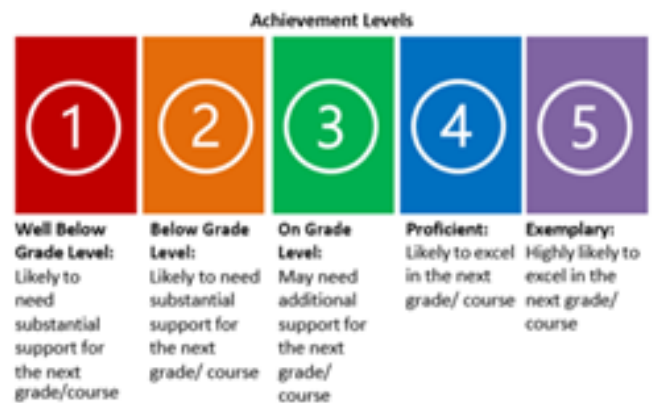 Achievement Levels
1
2
3
4
5
Well Below
Grade Level:
Likely to
need
substantial
support for
the next
grade/course
Below Grade
Level:
Likely to need
substantial
support for
the next
grade/ course
On Grade
Level:
May need
additional
support for
the next
grade/
course
Proficient:
Likely to excel
in the next
grade/ course
Exemplary:
Highly likely to
excel in the
next grade/
course